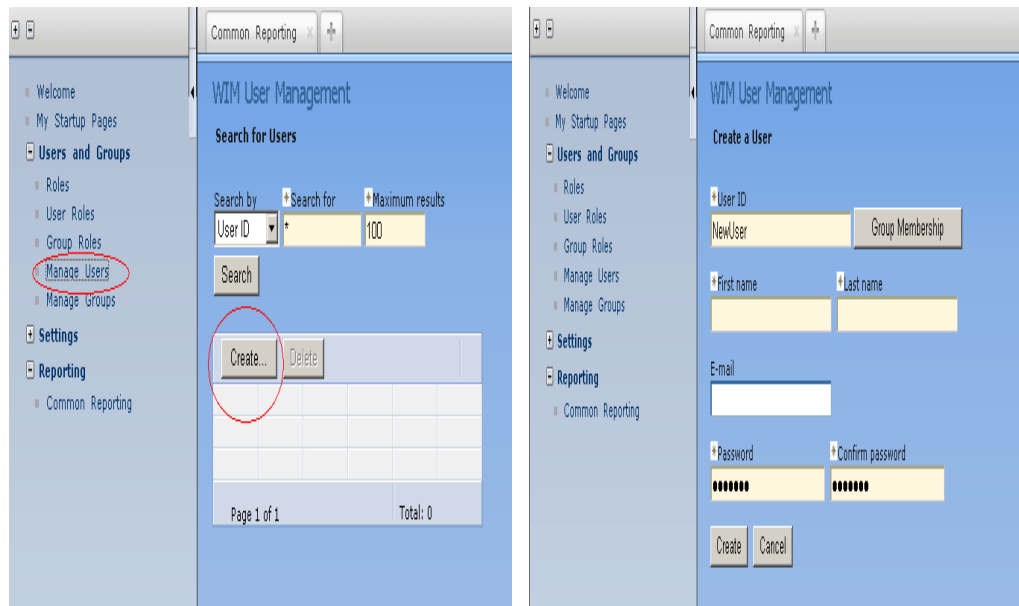 Common Reporting
Welcome
My Startup Pages
Users and Groups
Roles
User Roles
Group Roles
Manage Users
Manage Groups
Settings
Reporting
Common Reporting
WIM User Management
Search for Users
Search by *Search for *Maximum results
User ID * 100
Search
Create... Delete
Page 1 of 1 Total: 0
Common Reporting
Welcome
My Startup Pages
Users and Groups
Roles
User Roles
Group Roles
Manage Users
Manage Groups
Settings
Reporting
Common Reporting
WIM User Management
Create a User
*User ID
NewUser Group Membership
*First name *Last name
E-mail
*Password *Confirm password
••••••• •••••••
Create Cancel